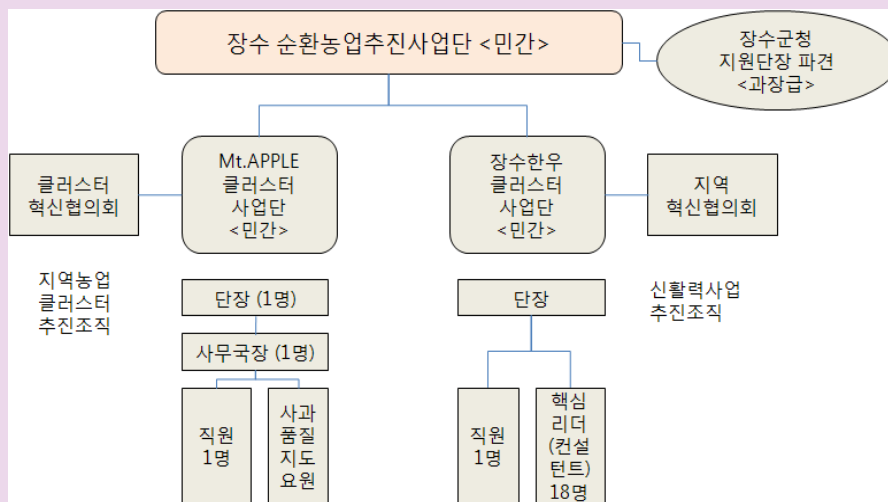 장수 순환농업추진사업단 <민간>
장수군청
지원단장 파견
<과장급>
클러스터
혁신협의회
Mt.APPLE
클러스터
사업단
<민간>
장수한우
클러스터
사업단
<민간>
지역
혁신협의회
지역농업
클러스터
추진조직
단장 (1명)
사무국장 (1명)
직원
1명
사과
품질
지도
요원
단장
직원
1명
핵심
리더
(컨설
턴트)
18명
신활력사업
추진조직